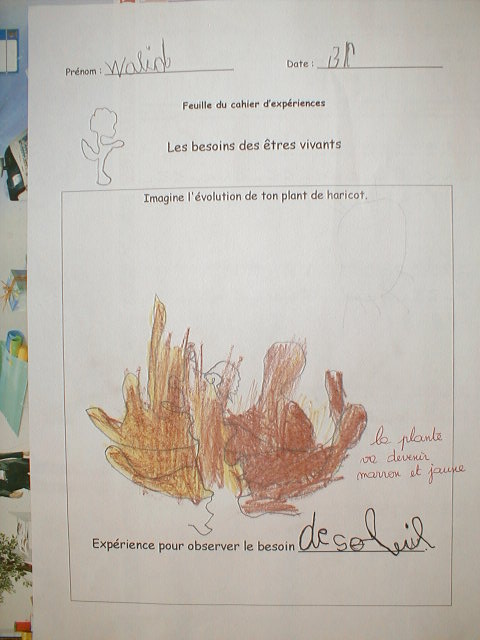 Prénom : Walid Date :
Feuille du cahier d'expériences
Les besoins des êtres vivants
Imagine l'évolution de ton plant de haricot.
la plante
va devenir
marron et jaune
Expérience pour observer le besoin de soleil